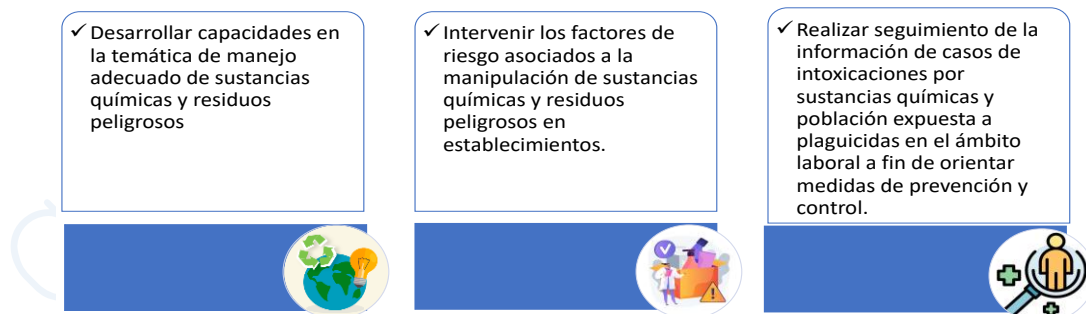 ✓ Desarrollar capacidades en
la temática de manejo
adecuado de sustancias
químicas y residuos
peligrosos
✓ Intervenir los factores de
riesgo asociados a la
manipulación de sustancias
químicas y residuos
peligrosos en
establecimientos.
✓ Realizar seguimiento de la
información de casos de
intoxicaciones por
sustancias químicas y
población expuesta a
plaguicidas en el ámbito
laboral a fin de orientar
medidas de prevención y
control.